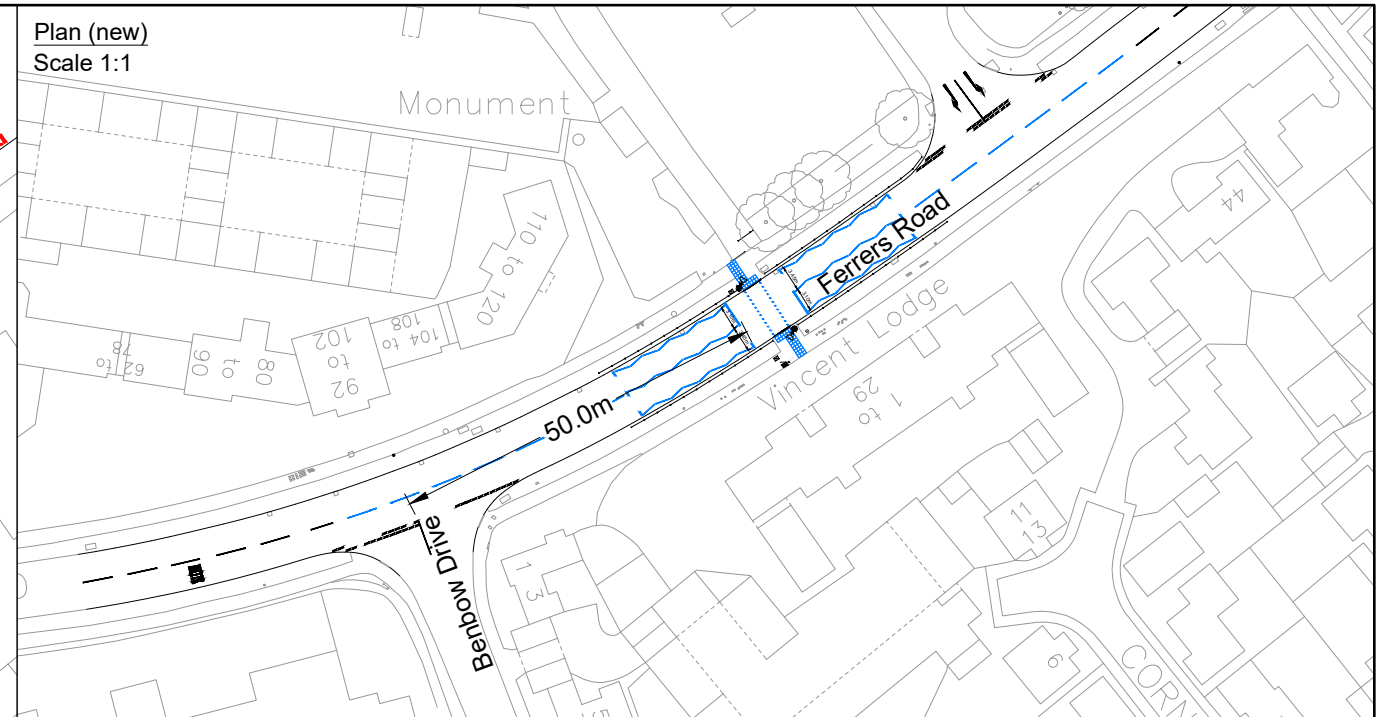 Plan (new)
Scale 1:1
Monument
110 to 120
104 to 108
92 to 102
80 to 90
62 to 78
Ferrers Road
Vincent Lodge
1 to 29
44
50.0m
Benbow Drive
1 3
11
13
6
CORN